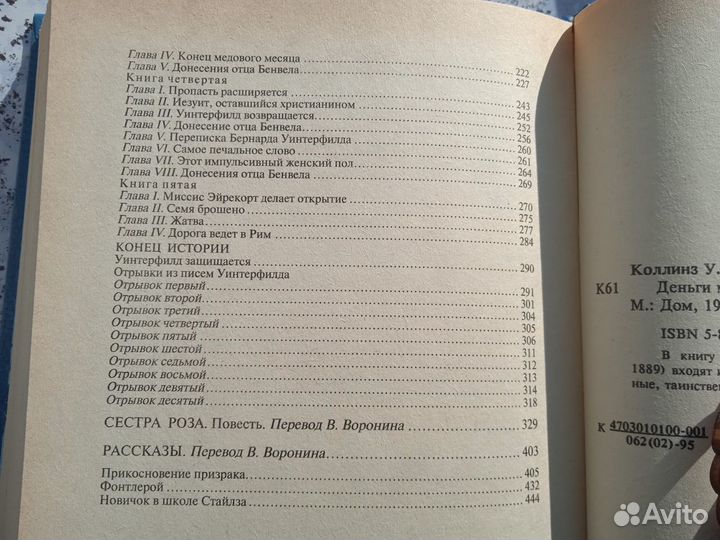 Глава IV. Конец медового месяца 222
Глава V. Донесения отца Бенвела 227
Книга четвертая
Глава I. Пропасть расширяется 243
Глава II. Иезуит, оставшийся христианином 245
Глава III. Уинтерфилд возвращается 252
Глава IV. Донесение отца Бенвела 256
Глава V. Переписка Бернарда Уинтерфилда 260
Глава VI. Самое печальное слово 261
Глава VII. Этот импульсивный женский пол 264
Глава VIII. Донесения отца Бенвела 269
Книга пятая
Глава I. Миссис Эйрекорт делает открытие 270
Глава II. Семя брошено 275
Глава III. Жатва 277
Глава IV. Дорога ведет в Рим 284
КОНЕЦ ИСТОРИИ
Уинтерфилд защищается 290
Отрывки из писем Уинтерфилда
Отрывок первый 291
Отрывок второй 301
Отрывок третий 304
Отрывок четвертый 305
Отрывок пятый 306
Отрывок шестой 311
Отрывок седьмой 312
Отрывок восьмой 313
Отрывок девятый 314
Отрывок десятый 318
СЕСТРА РОЗА. Повесть. Перевод В. Воронина 329
РАССКАЗЫ. Перевод В. Воронина 403
Прикосновение призрака 405
Фонтлерой 432
Новичок в школе Стайлза 444
Коллинз У.
К61 Деньги
М.: Дом, 19
ISBN 5-
В книгу
1889) входят
ные, таинствен
К 4703010100-001
062(02)-95
Avito